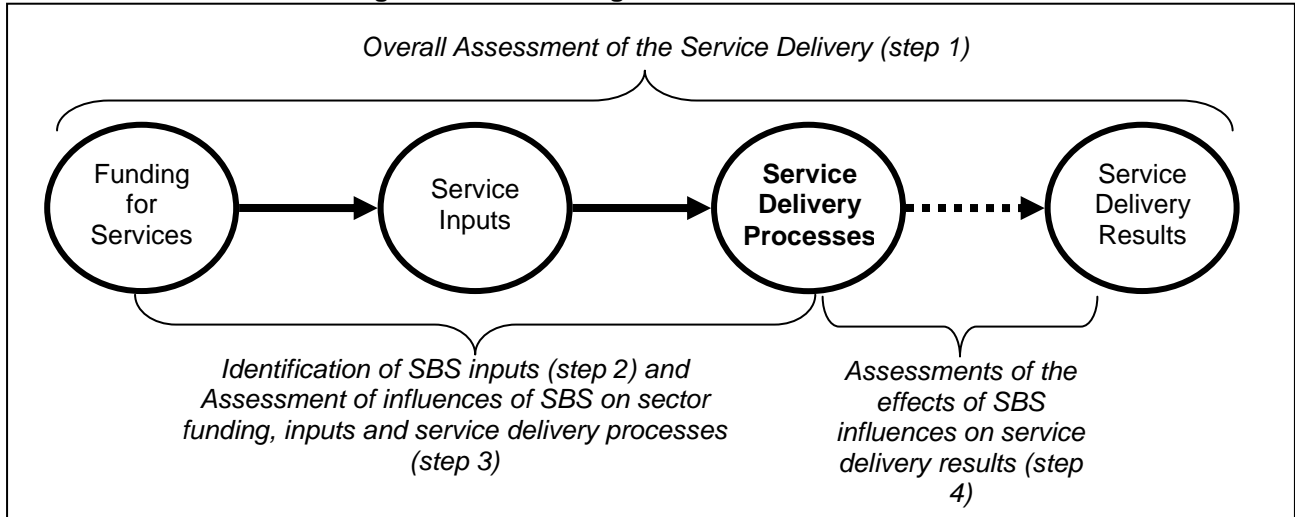 Overall Assessment of the Service Delivery (step 1)
Funding
for
Services
Service
Inputs
Service
Delivery
Processes
Service
Delivery
Results
Identification of SBS inputs (step 2) and
Assessment of influences of SBS on sector
funding, inputs and service delivery processes
(step 3)
Assessments of the
effects of SBS
influences on service
delivery results (step
4)